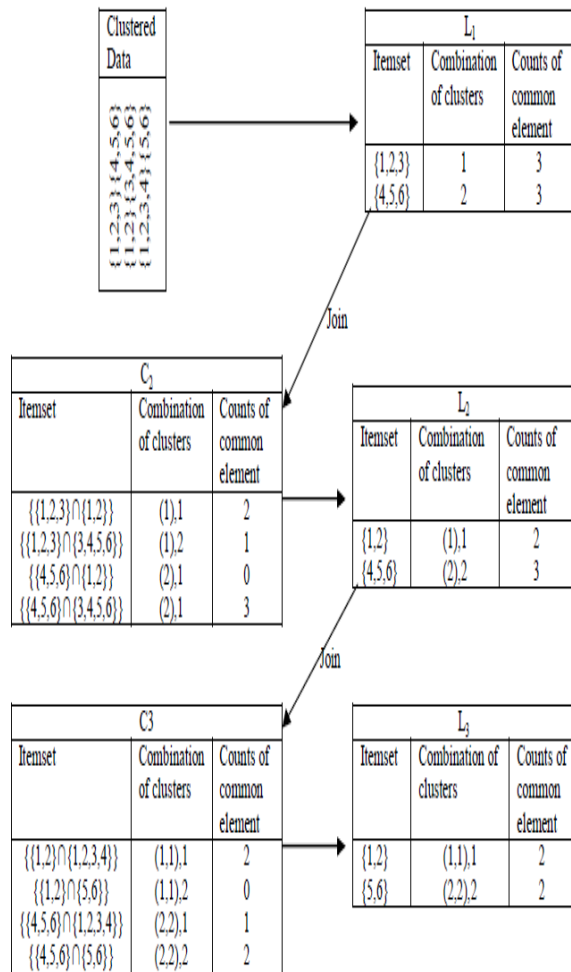 Clustered
Data
{1,2,3}{4,5,6}
{1,2}{3,4,5,6}
{1,2,3,4}{5,6}
L1
Itemset Combination of clusters Counts of common element
{1,2,3} 1 3
{4,5,6} 2 3
Join
C2
Itemset Combination of clusters Counts of common element
{{1,2,3}∩{1,2}} (1),1 2
{{1,2,3}∩{3,4,5,6}} (1),2 1
{{4,5,6}∩{1,2}} (2),1 0
{{4,5,6}∩{3,4,5,6}} (2),1 3
L2
Itemset Combination of clusters Counts of common element
{1,2} (1),1 2
{4,5,6} (2),2 3
Join
C3
Itemset Combination of clusters Counts of common element
{{1,2}∩{1,2,3,4}} (1,1),1 2
{{1,2}∩{5,6}} (1,1),2 0
{{4,5,6}∩{1,2,3,4}} (2,2),1 1
{{4,5,6}∩{5,6}} (2,2),2 2
L3
Itemset Combination of clusters Counts of common element
{1,2} (1,1),1 2
{5,6} (2,2),2 2